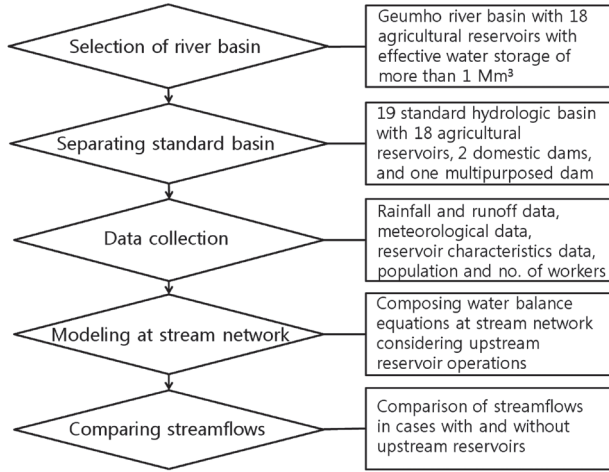 Selection of river basin
Geumho river basin with 18
agricultural reservoirs with
effective water storage of
more than 1 Mm³
Separating standard basin
19 standard hydrologic basin
with 18 agricultural
reservoirs, 2 domestic dams,
and one multipurposed dam
Data collection
Rainfall and runoff data,
meteorological data,
reservoir characteristics data,
population and no. of workers
Modeling at stream network
Composing water balance
equations at stream network
considering upstream
reservoir operations
Comparing streamflows
Comparison of streamflows
in cases with and without
upstream reservoirs